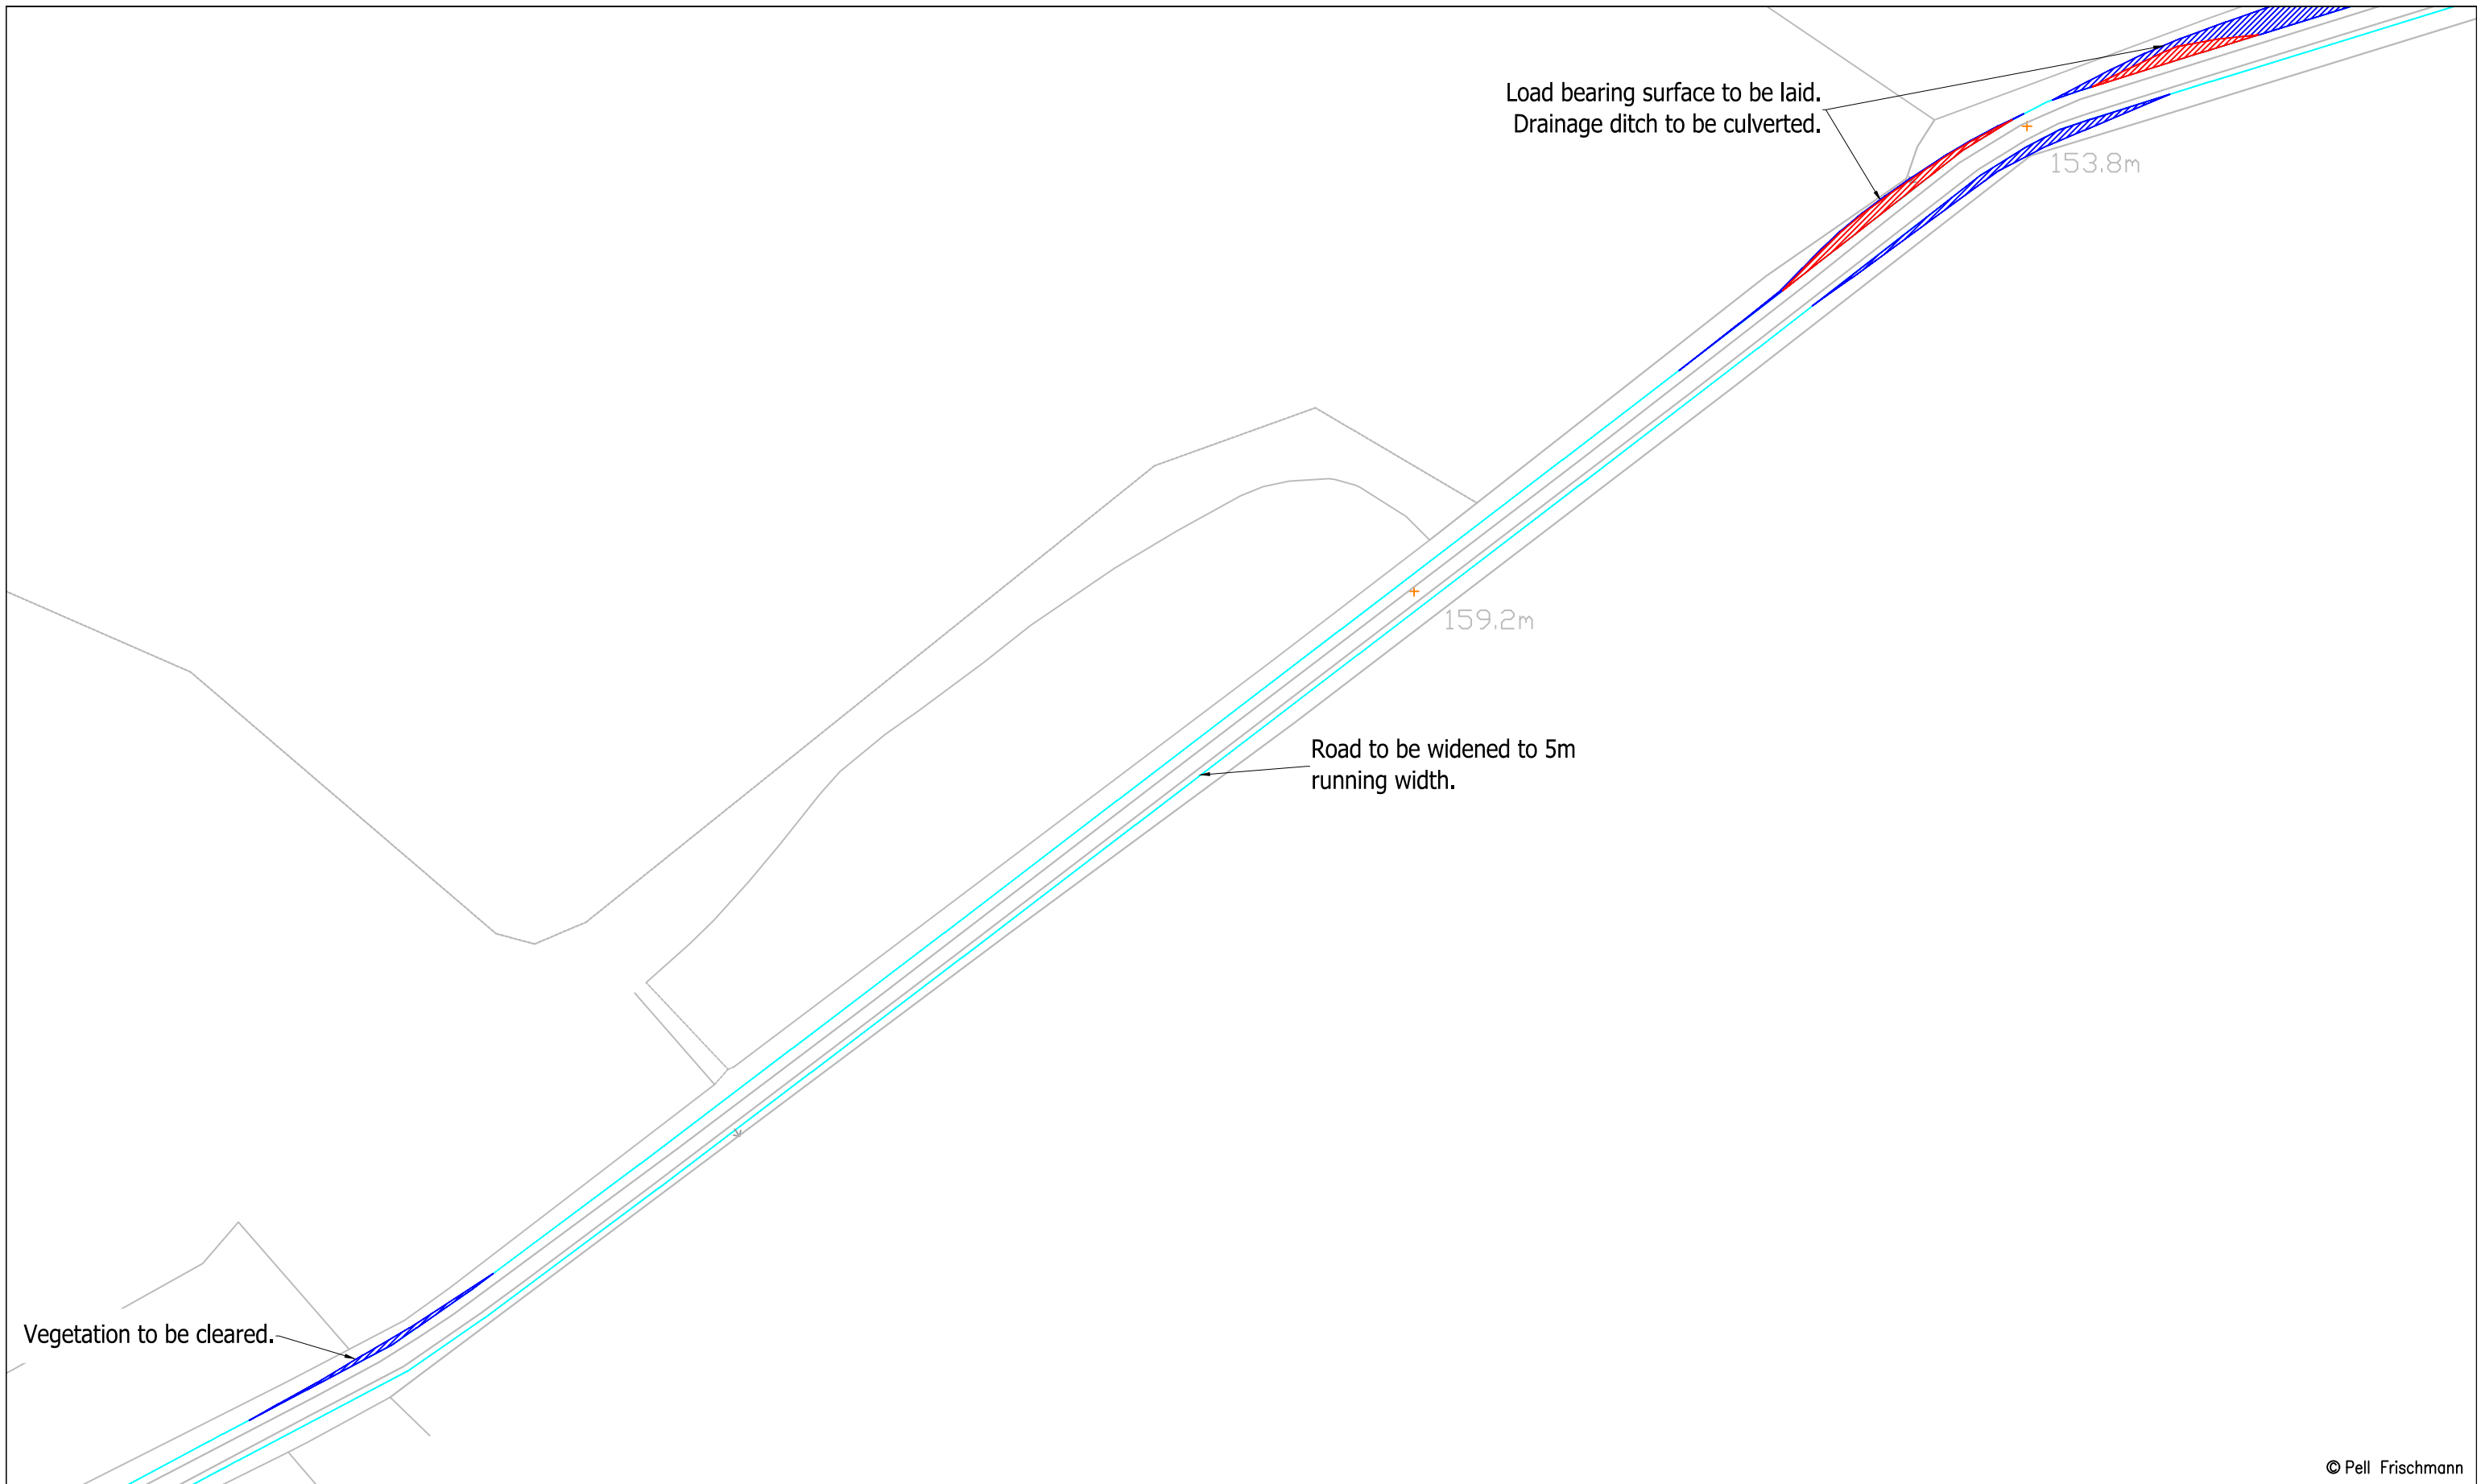 Load bearing surface to be laid.
Drainage ditch to be culverted.
153.8m
159.2m
Road to be widened to 5m
running width.
Vegetation to be cleared.
© Pell Frischmann